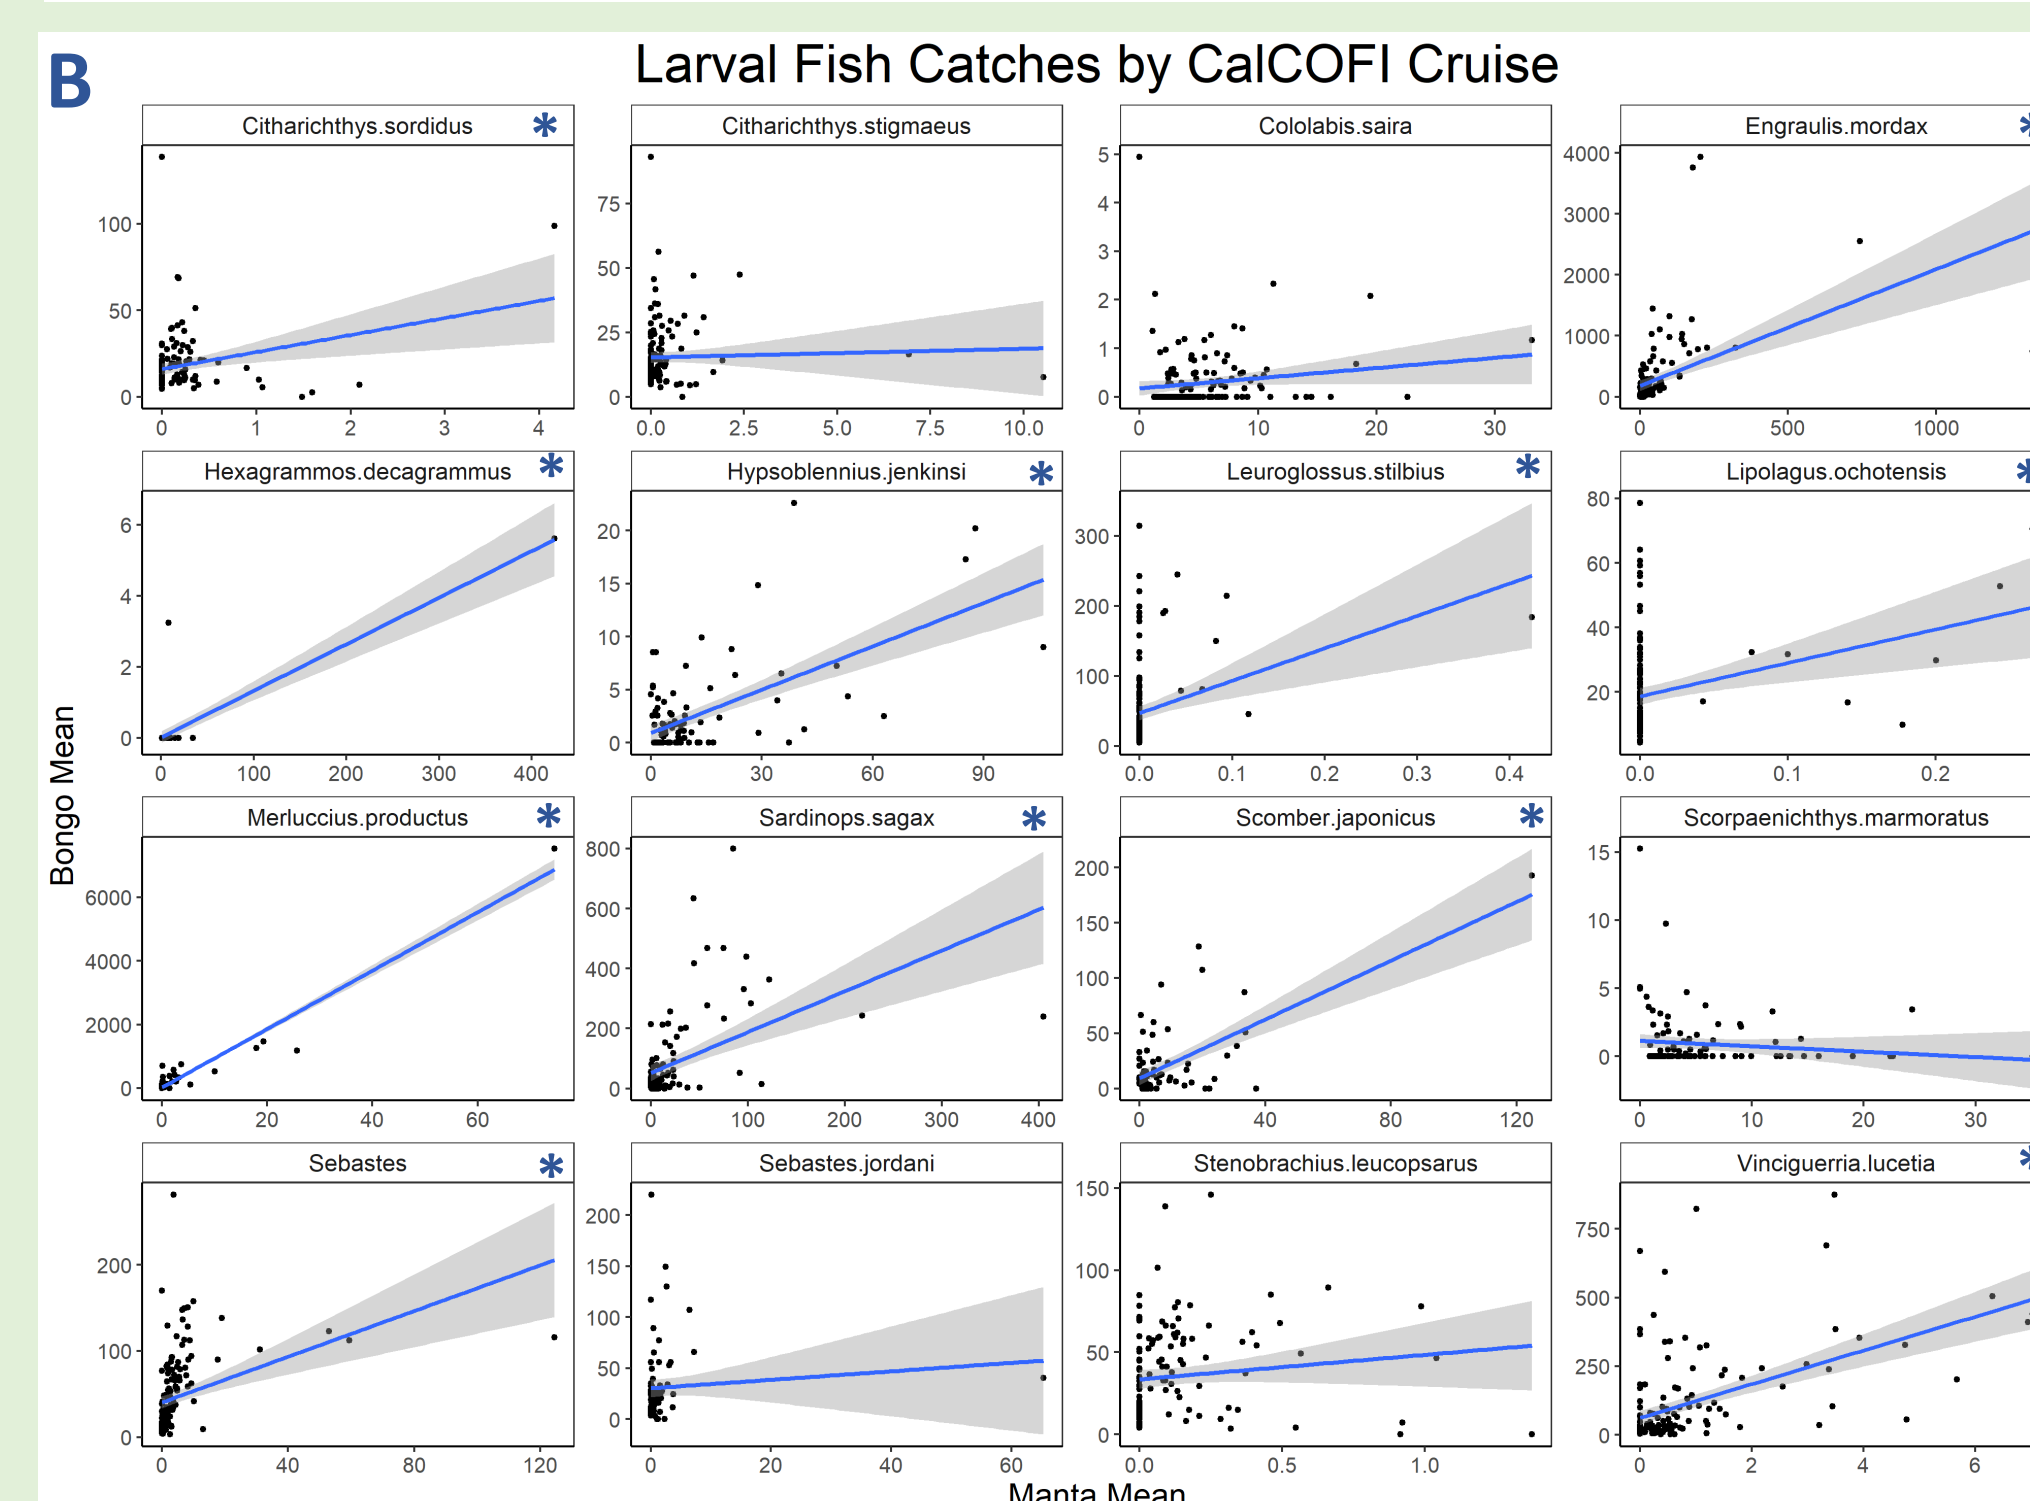 B
Larval Fish Catches by CalCOFI Cruise
Citharichthys.sordidus *
Citharichthys.stigmaeus
Cololabis.saira
Engraulis.mordax *
100
50
0
0 1 2 3 4
75
50
25
0
0.0 2.5 5.0 7.5 10.0
5
4
3
2
1
0
0 10 20 30
4000
3000
2000
1000
0
0 500 1000
Hexagrammos.decagrammus *
Hypsoblennius.jenkinsi *
Leuroglossus.stilbius *
Lipolagus.ochotensis *
6
4
2
0
0 100 200 300 400
20
15
10
5
0
0 30 60 90
300
200
100
0
0.0 0.1 0.2 0.3 0.4
80
60
40
20
0.0 0.1 0.2
Bongo Mean
Merluccius.productus *
Sardinops.sagax *
Scomber.japonicus *
Scorpaenichthys.marmoratus
6000
4000
2000
0
0 20 40 60
800
600
400
200
0
0 100 200 300 400
200
150
100
50
0
0 40 80 120
15
10
5
0
0 10 20 30
Sebastes *
Sebastes.jordani
Stenobrachius.leucopsarus
Vinciguerria.lucetia *
200
100
0
0 40 80 120
200
150
100
50
0
0 20 40 60
150
100
50
0
0.0 0.5 1.0
750
500
250
0
0 2 4 6
Manta Mean